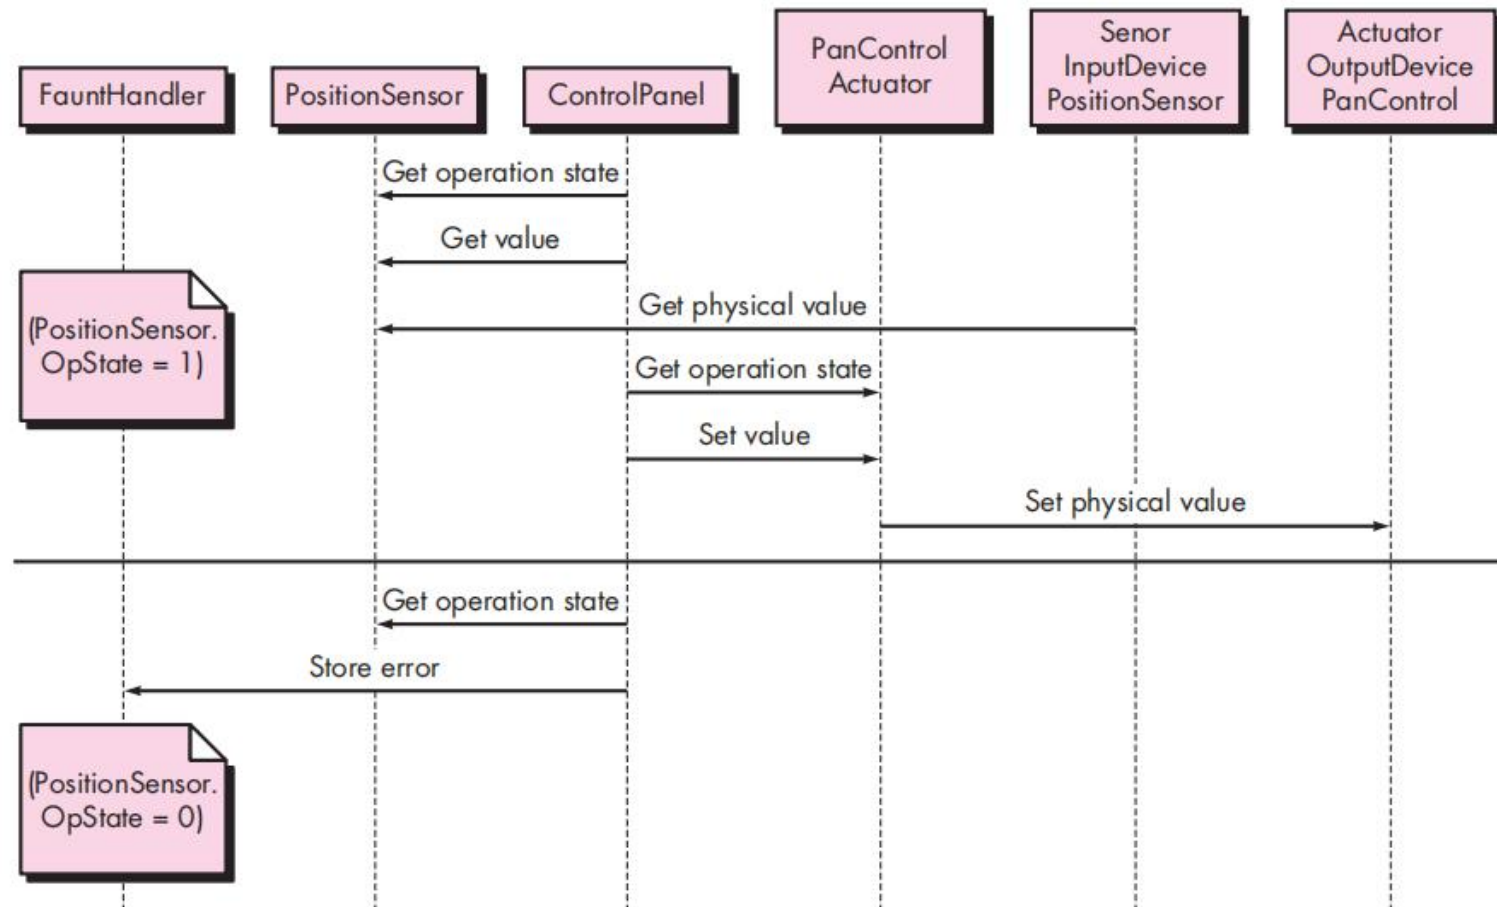 FauntHandler
PositionSensor
ControlPanel
PanControl
Actuator
Senor
InputDevice
PositionSensor
Actuator
OutputDevice
PanControl
Get operation state
Get value
(PositionSensor.
OpState = 1)
Get physical value
Get operation state
Set value
Set physical value
Get operation state
Store error
(PositionSensor.
OpState = 0)